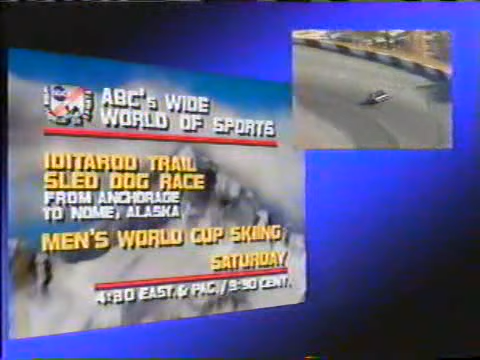 ABC's WIDE
WORLD OF SPORTS
IDITAROD TRAIL
SLED DOG RACE
FROM ANCHORAGE
TO NOME, ALASKA
MEN'S WORLD CUP SKIING
SATURDAY
4:30 EAST. & PAC. / 3:30 CENT.